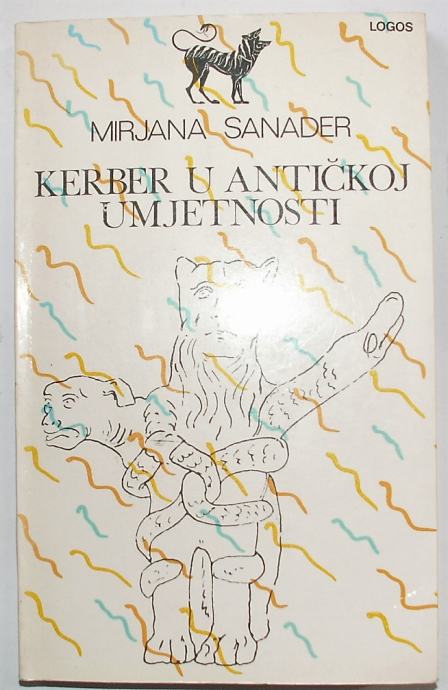 LOGOS
MIRJANA SANADER
KERBER U ANTIČKOJ
UMJETNOSTI